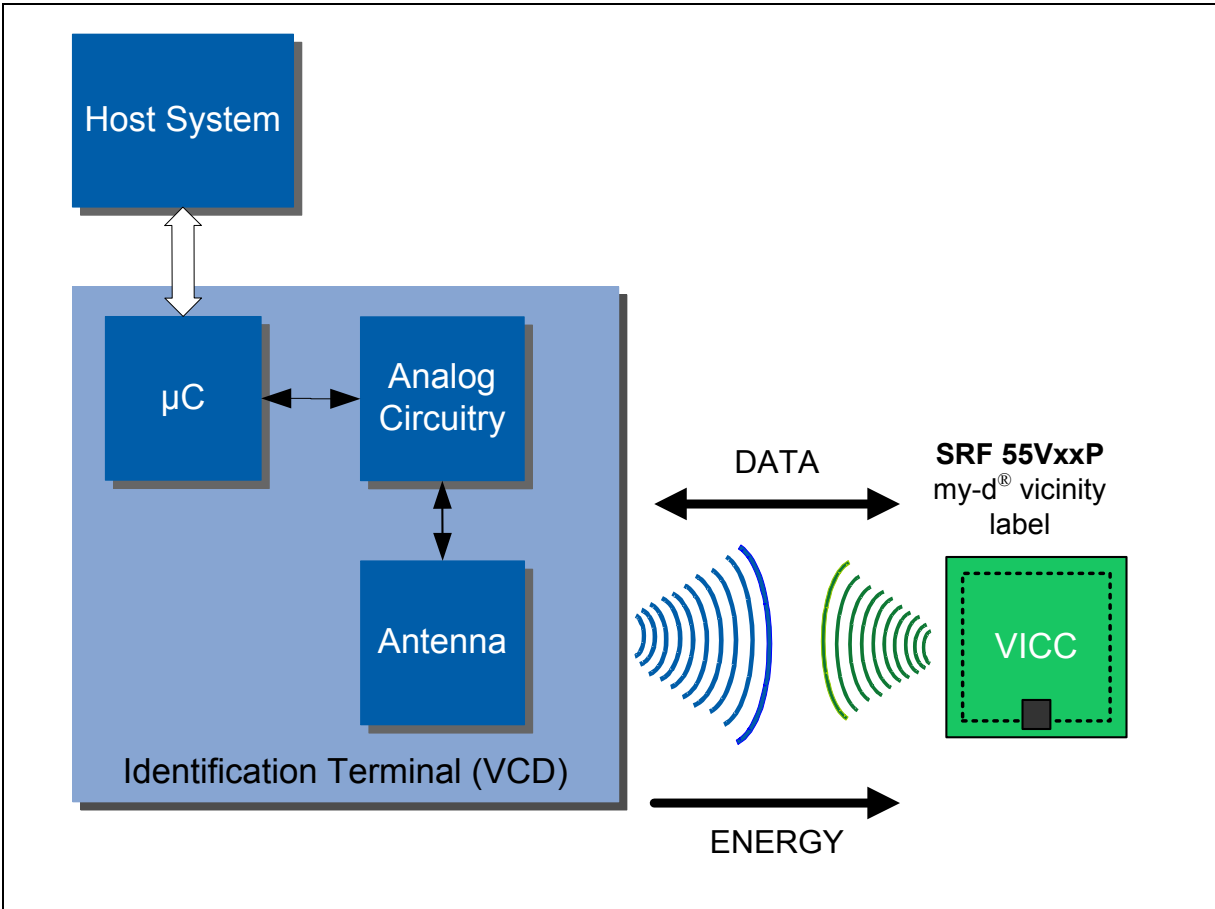 Host System
µC
Analog
Circuitry
Antenna
Identification Terminal (VCD)
DATA
ENERGY
SRF 55VxxP
my-d® vicinity
label
VICC